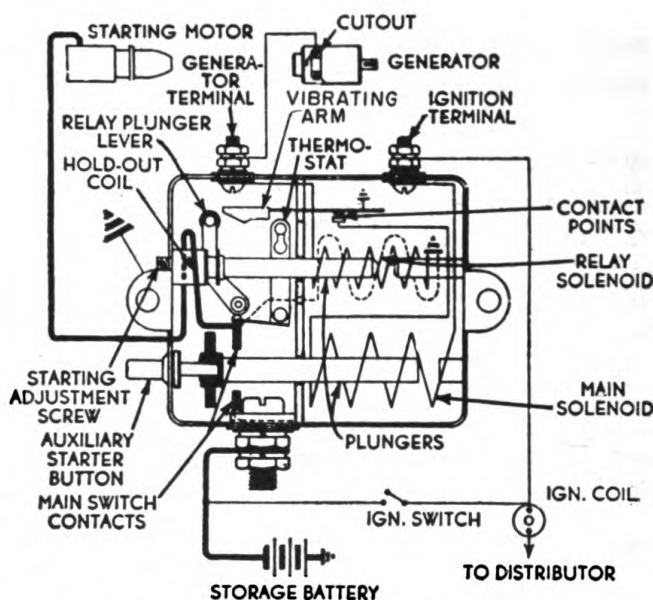 STARTING MOTOR
CUTOUT
GENERATOR
GENERA-
TOR
TERMINAL
VIBRATING
ARM
IGNITION
TERMINAL
RELAY PLUNGER
LEVER
THERMO-
STAT
HOLD-OUT
COIL
CONTACT
POINTS
RELAY
SOLENOID
STARTING
ADJUSTMENT
SCREW
MAIN
SOLENOID
AUXILIARY
STARTER
BUTTON
PLUNGERS
MAIN SWITCH
CONTACTS
IGN. SWITCH
IGN. COIL
TO DISTRIBUTOR
STORAGE BATTERY